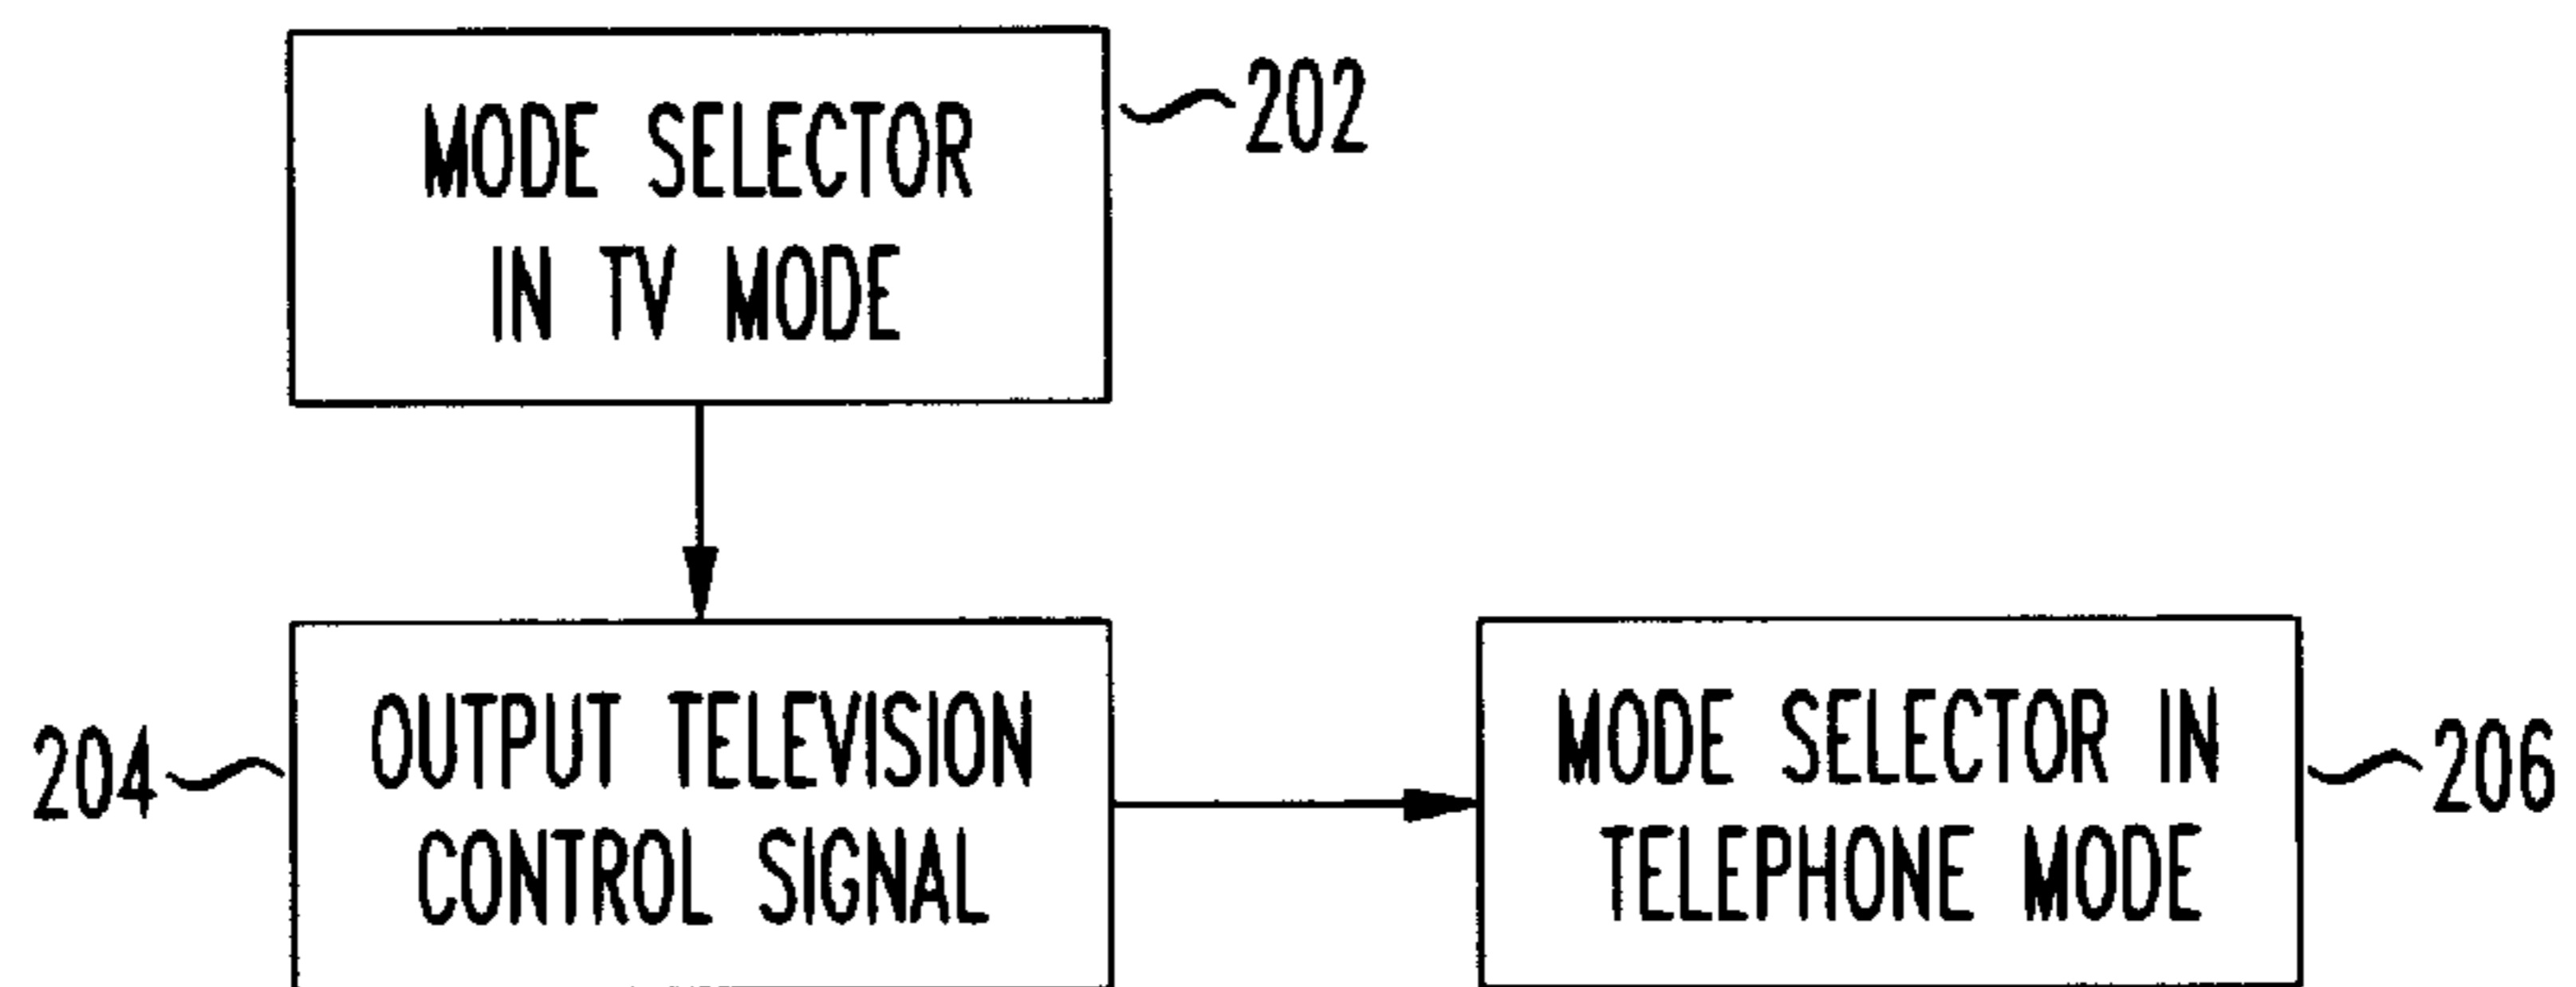 MODE SELECTOR
IN TV MODE
202
204
OUTPUT TELEVISION
CONTROL SIGNAL
MODE SELECTOR IN
TELEPHONE MODE
206